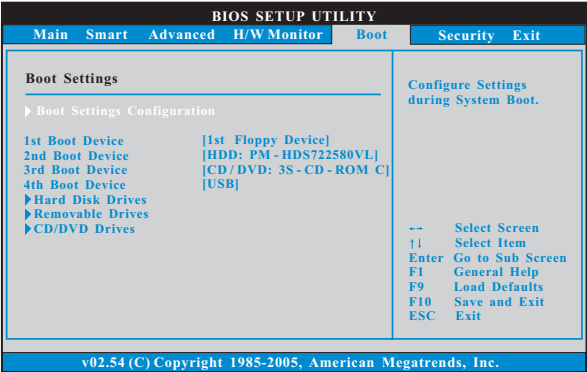 BIOS SETUP UTILITY
Main Smart Advanced H/W Monitor Boot Security Exit
Boot Settings
Boot Settings Configuration
1st Boot Device [1st Floppy Device]
2nd Boot Device [HDD: PM - HDS722580VL]
3rd Boot Device [CD / DVD: 3S - CD - ROM C]
4th Boot Device [USB]
Hard Disk Drives
Removable Drives
CD/DVD Drives
Configure Settings
during System Boot.
←→ Select Screen
↑↓ Select Item
Enter Go to Sub Screen
F1 General Help
F9 Load Defaults
F10 Save and Exit
ESC Exit
v02.54 (C) Copyright 1985-2005, American Megatrends, Inc.